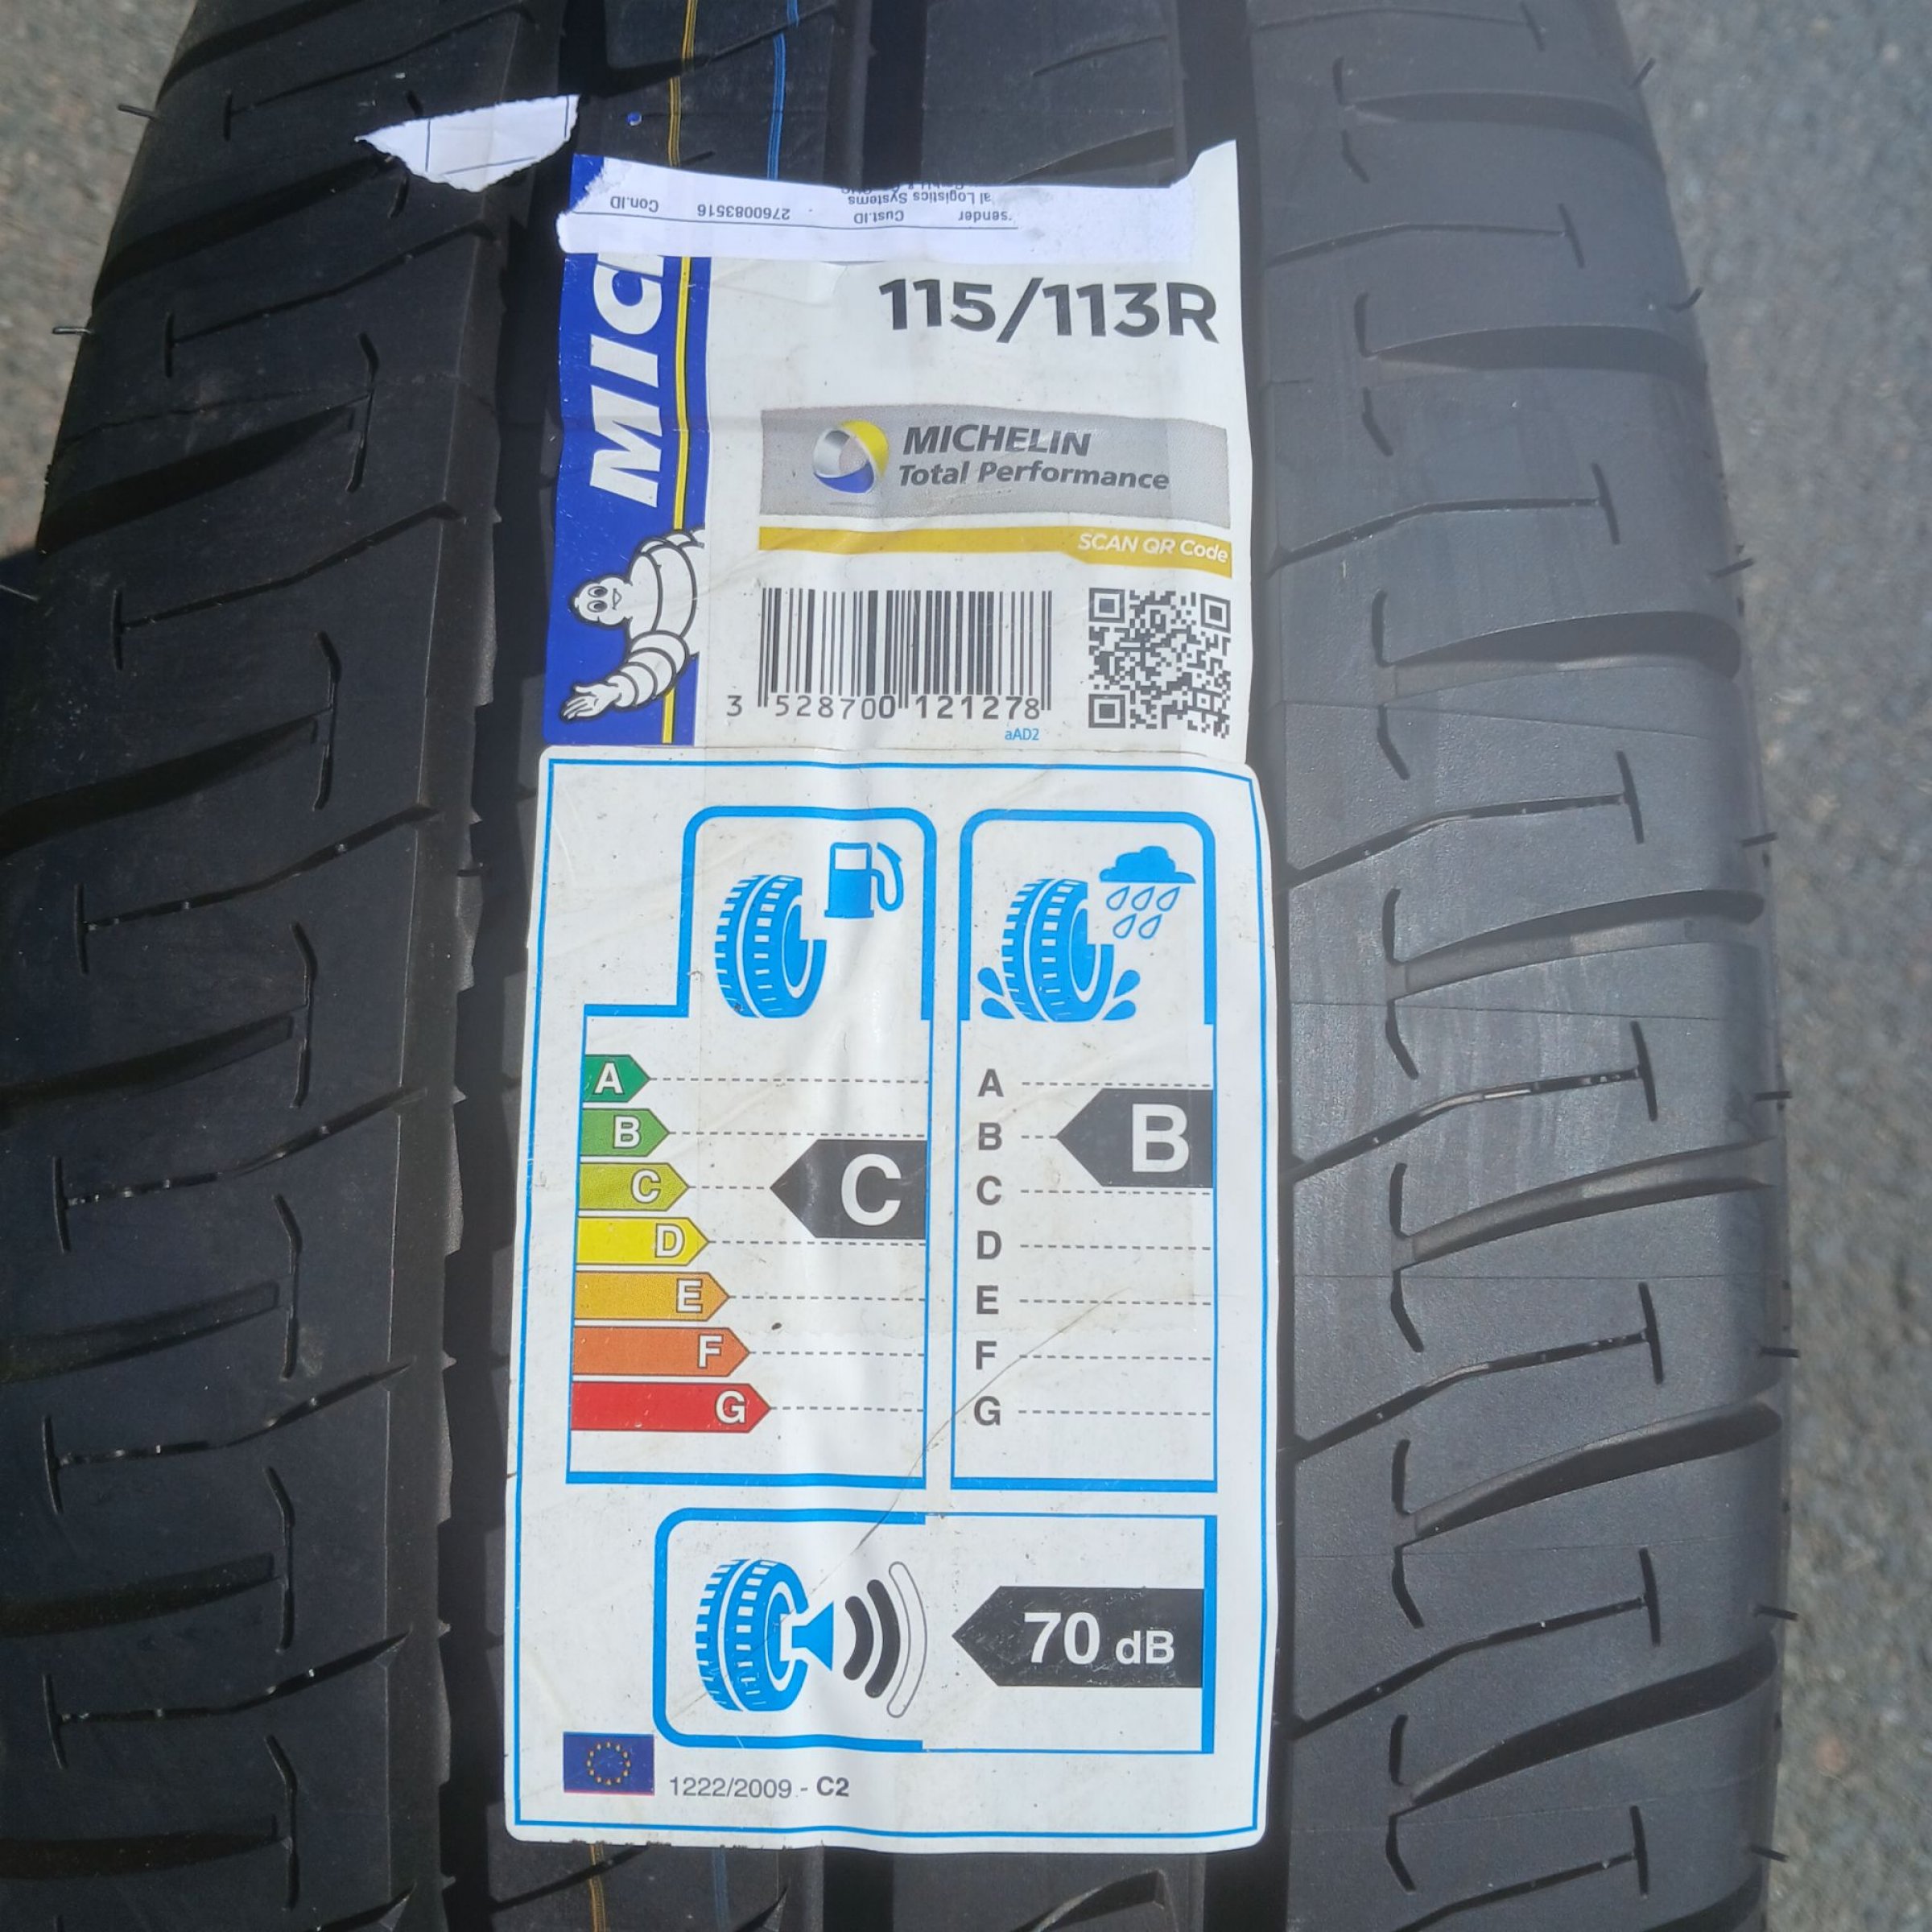 al Logistics Systems
sender Cust.ID - 2760083516 Con.ID
MIC
115/113R
MICHELIN
Total Performance
SCAN QR Code
3 528700 121278
aAD2
A
B
C
D
E
F
G
C
A
B
C
D
E
F
G
B
70 dB
1222/2009 - C2